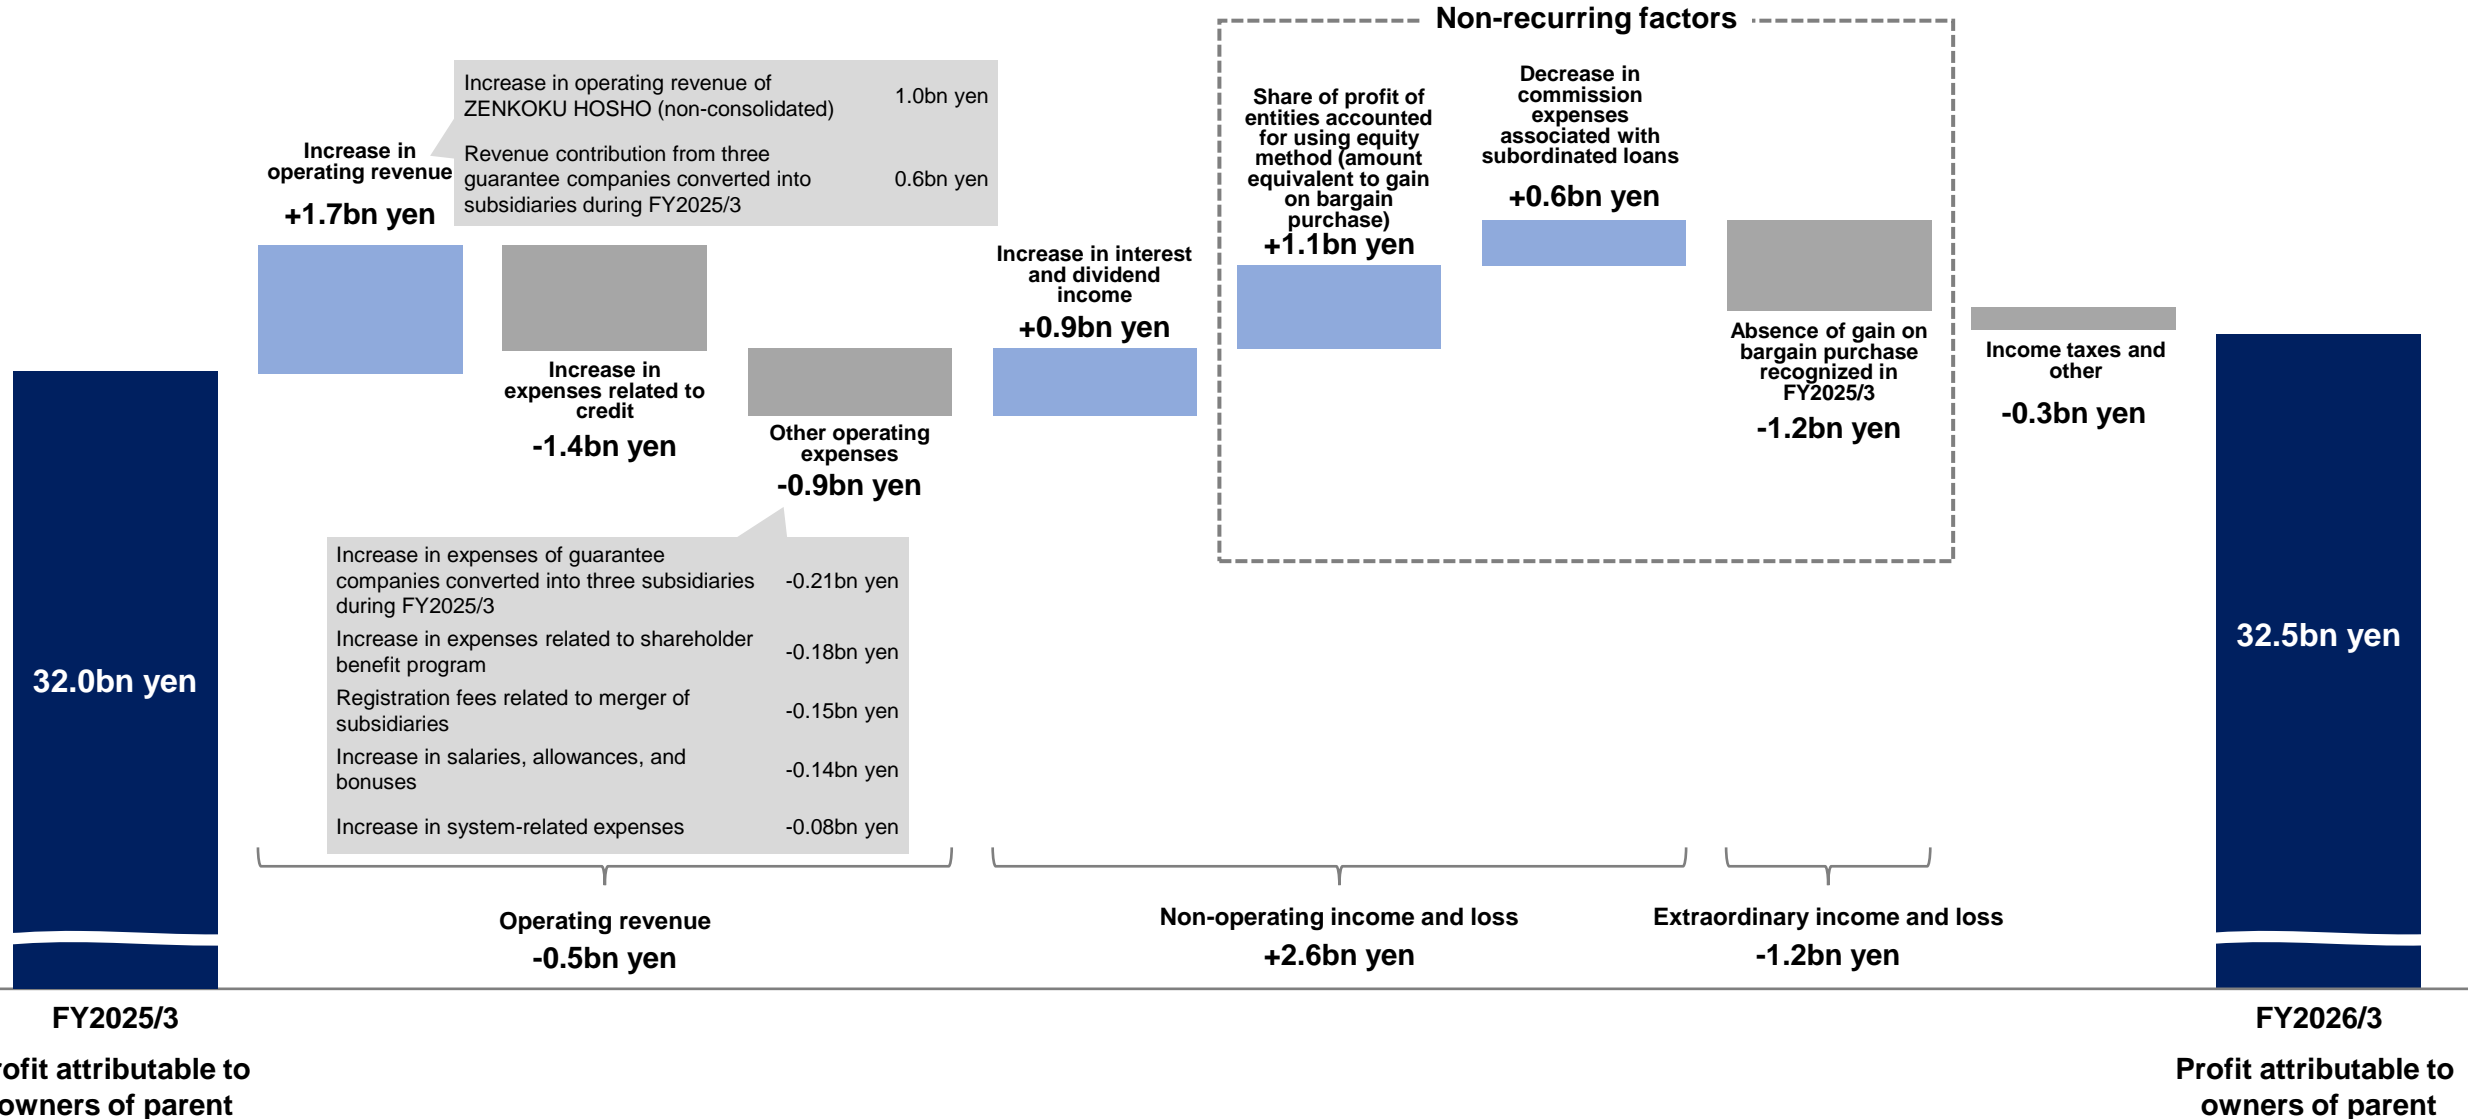 Non-recurring factors
Increase in operating revenue of
ZENKOKU HOSHO (non-consolidated)
1.0bn yen
Revenue contribution from three
guarantee companies converted into
subsidiaries during FY2025/3
0.6bn yen
Increase in
operating revenue
+1.7bn yen
Increase in
expenses related to
credit
-1.4bn yen
Other operating
expenses
-0.9bn yen
Increase in interest
and dividend
income
+0.9bn yen
Share of profit of
entities accounted
for using equity
method (amount
equivalent to gain
on bargain
purchase)
+1.1bn yen
Decrease in
commission
expenses
associated with
subordinated loans
+0.6bn yen
Absence of gain on
bargain purchase
recognized in
FY2025/3
-1.2bn yen
Income taxes and
other
-0.3bn yen
Increase in expenses of guarantee
companies converted into three subsidiaries
during FY2025/3
-0.21bn yen
Increase in expenses related to shareholder
benefit program
-0.18bn yen
Registration fees related to merger of
subsidiaries
-0.15bn yen
Increase in salaries, allowances, and
bonuses
-0.14bn yen
Increase in system-related expenses
-0.08bn yen
32.0bn yen
32.5bn yen
Operating revenue
-0.5bn yen
Non-operating income and loss
+2.6bn yen
Extraordinary income and loss
-1.2bn yen
FY2025/3
rofit attributable to
owners of parent
FY2026/3
Profit attributable to
owners of parent